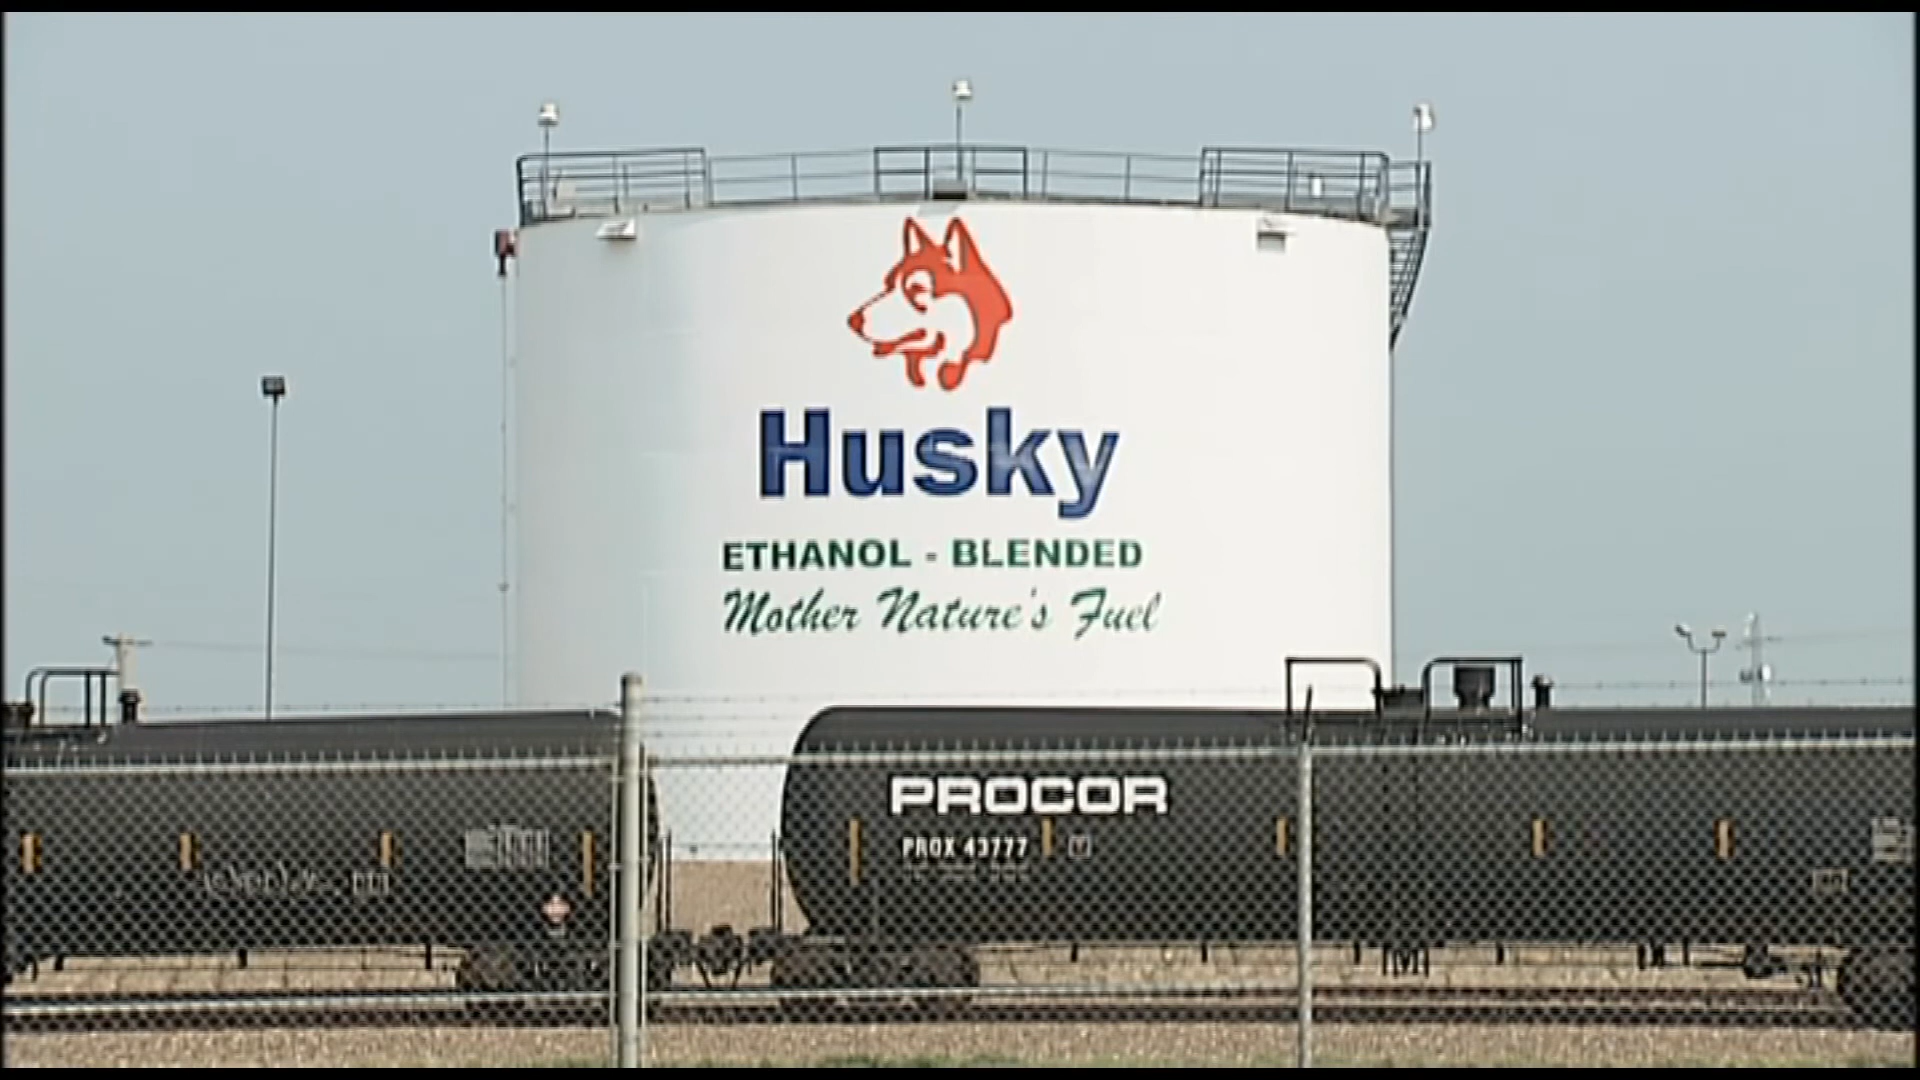 Husky
ETHANOL - BLENDED
Mother Nature's Fuel
PROCOR
PROX 43777